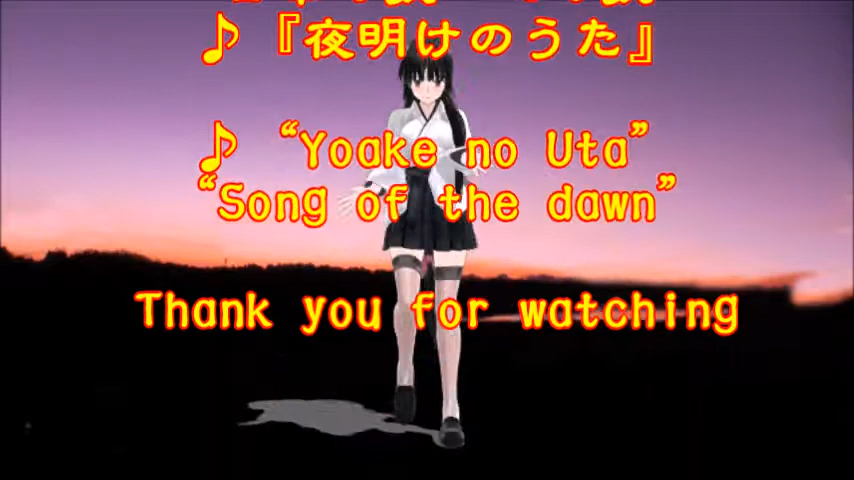 ♪『夜明けのうた』
♪ “Yoake no Uta”
“Song of the dawn”
Thank you for watching